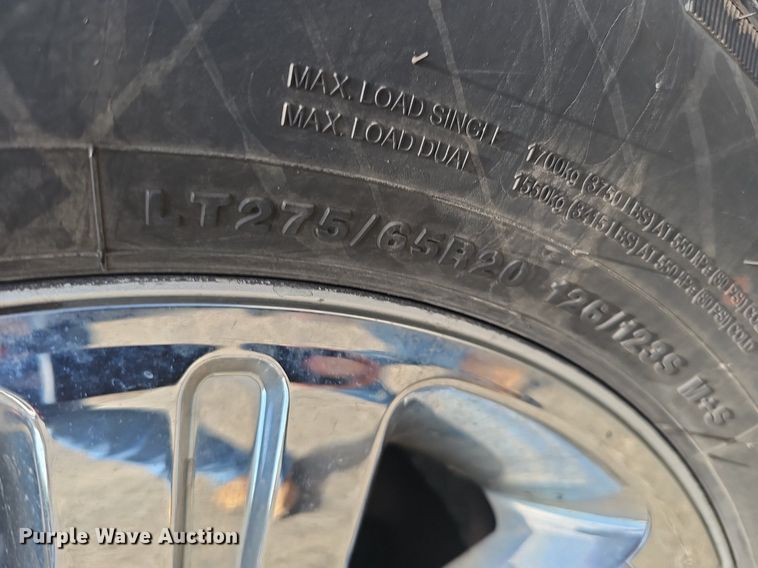 MAX. LOAD SINGLE 1700kg (3750 LBS) AT 550 kPa (80 PSI) COLD
MAX. LOAD DUAL 1550kg (3415 LBS) AT 550 kPa (80 PSI) COLD
LT275/65R20 126/123S M+S
Purple Wave Auction